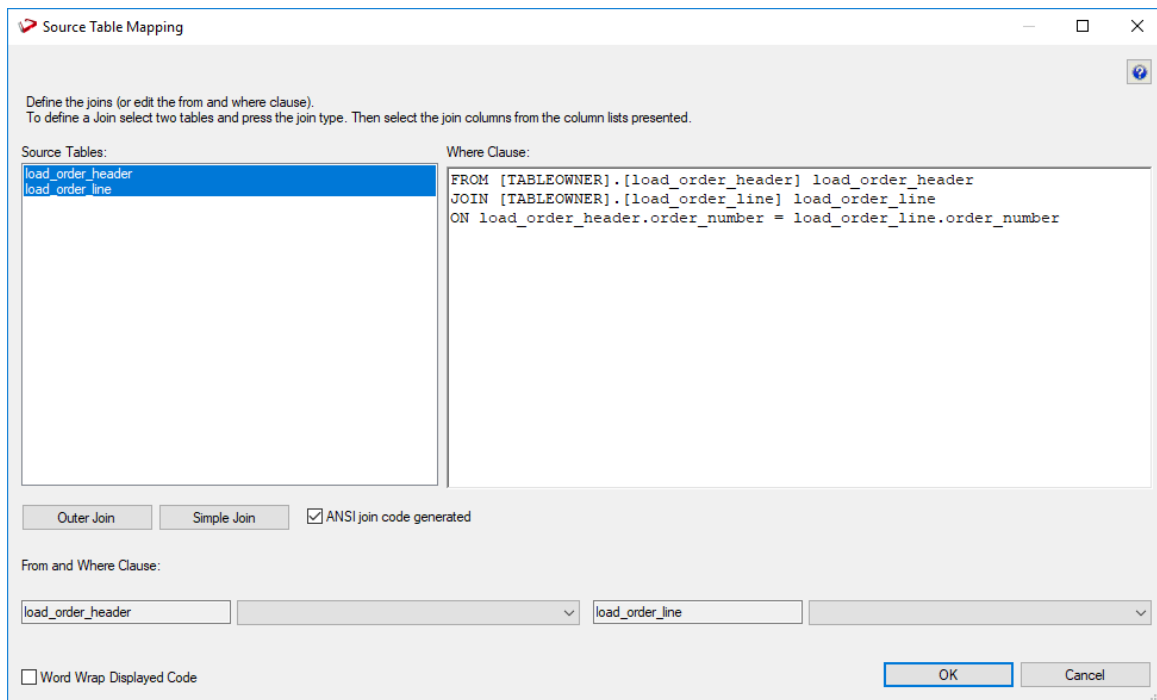 Source Table Mapping
Define the joins (or edit the from and where clause).
To define a Join select two tables and press the join type. Then select the join columns from the column lists presented.
Source Tables:
load_order_header
load_order_line
Where Clause:
FROM [TABLEOWNER].[load_order_header] load_order_header
JOIN [TABLEOWNER].[load_order_line] load_order_line
ON load_order_header.order_number = load_order_line.order_number
Outer Join
Simple Join
ANSI join code generated
From and Where Clause:
load_order_header
load_order_line
Word Wrap Displayed Code
OK
Cancel